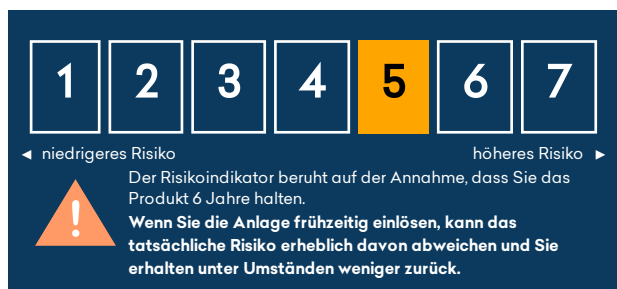 1 2 3 4 5 6 7
◄ niedrigeres Risiko höheres Risiko ►
Der Risikoindikator beruht auf der Annahme, dass Sie das
Produkt 6 Jahre halten.
Wenn Sie die Anlage frühzeitig einlösen, kann das
tatsächliche Risiko erheblich davon abweichen und Sie
erhalten unter Umständen weniger zurück.
!